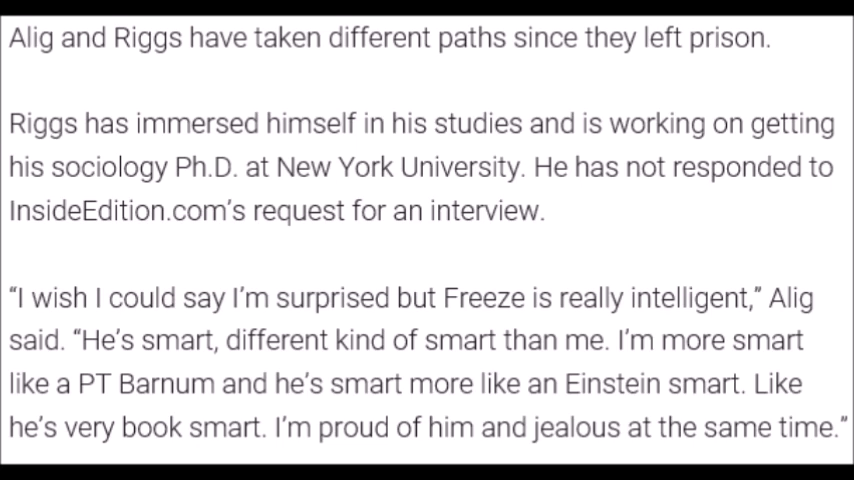 Alig and Riggs have taken different paths since they left prison.
Riggs has immersed himself in his studies and is working on getting
his sociology Ph.D. at New York University. He has not responded to
InsideEdition.com’s request for an interview.
“I wish I could say I’m surprised but Freeze is really intelligent,” Alig
said. “He’s smart, different kind of smart than me. I’m more smart
like a PT Barnum and he’s smart more like an Einstein smart. Like
he’s very book smart. I’m proud of him and jealous at the same time.”